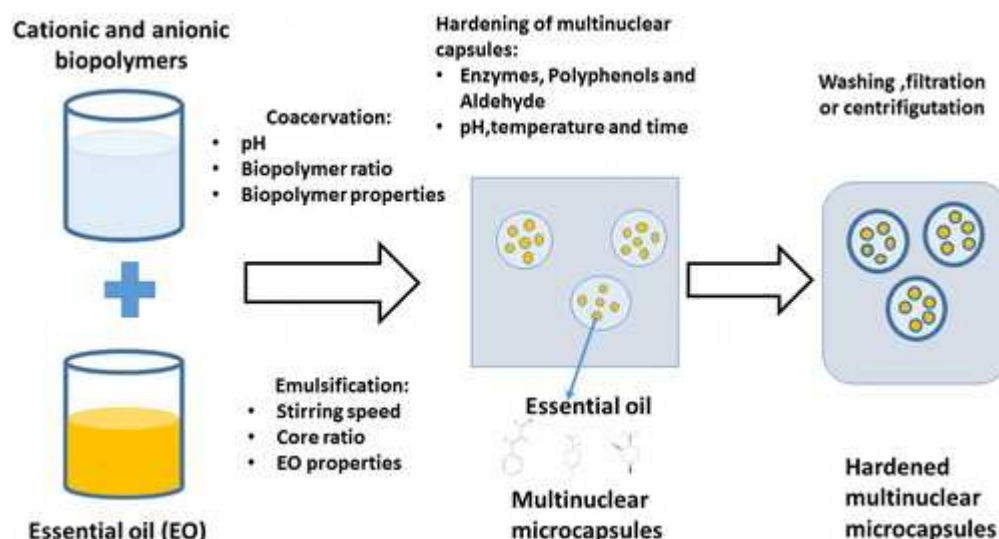 Cationic and anionic
biopolymers
Coacervation:
• pH
• Biopolymer ratio
• Biopolymer properties
Emulsification:
• Stirring speed
• Core ratio
• EO properties
Essential oil (EO)
Hardening of multinuclear
capsules:
• Enzymes, Polyphenols and
Aldehyde
• pH,temperature and time
Essential oil
Multinuclear
microcapsules
Washing ,filtration
or centrifigutation
Hardened
multinuclear
microcapsules